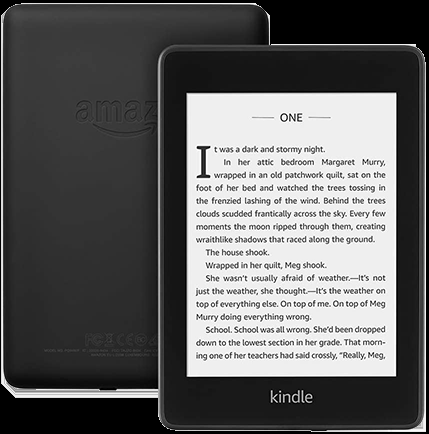 amazon
ONE
It was a dark and stormy night.
In her attic bedroom Margaret Murry,
wrapped in an old patchwork quilt, sat on the
foot of her bed and watched the trees tossing in
the frenzied lashing of the wind. Behind the trees
clouds scudded frantically across the sky. Every few
moments the moon ripped through them, creating
wraithlike shadows that raced along the ground.
The house shook.
Wrapped in her quilt, Meg shook.
She wasn't usually afraid of weather.—It's not
just the weather, she thought.—It's the weather on
top of everything else. On top of me. On top of Meg
Murry doing everything wrong.
School. School was all wrong. She'd been dropped
down to the lowest section in her grade. That morn-
ing one of her teachers had said crossly, "Really, Meg,
kindle